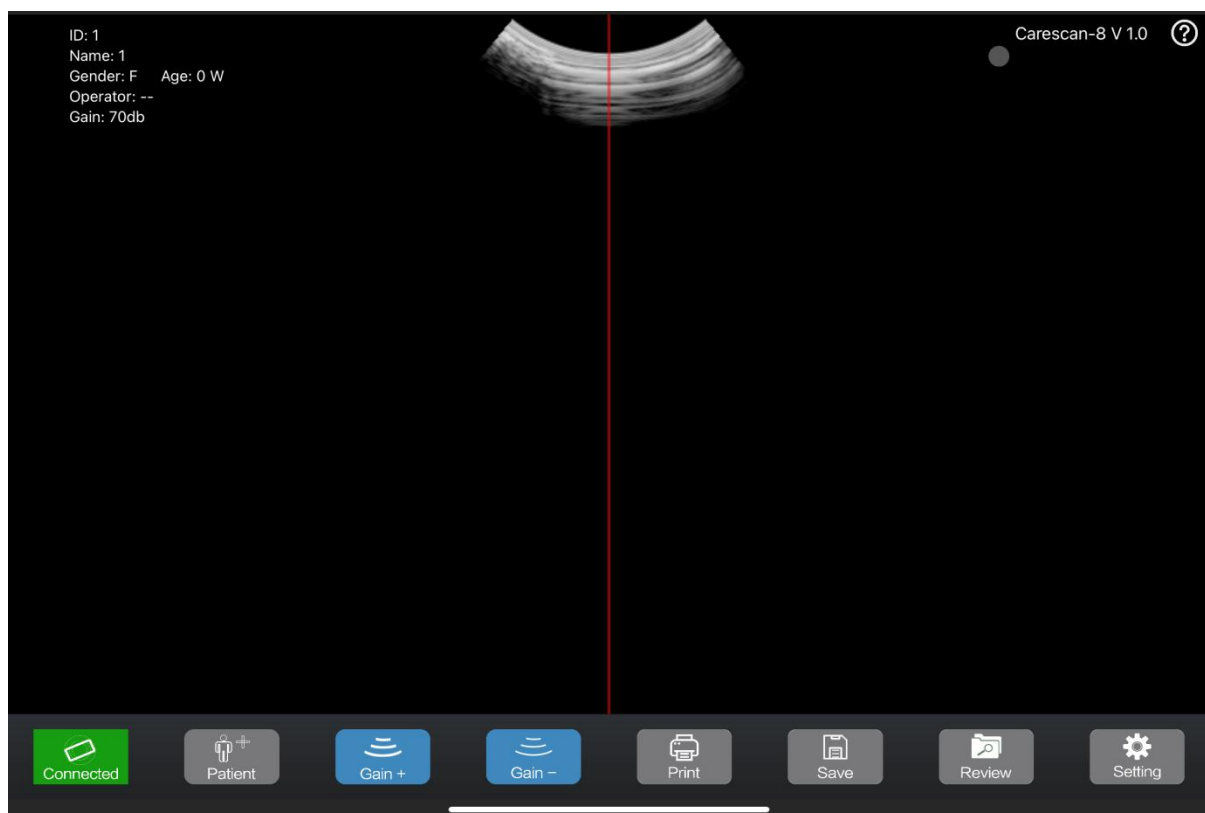 ID: 1
Name: 1
Gender: F Age: 0 W
Operator: --
Gain: 70db
Carescan-8 V 1.0
?
Connected
Patient
Gain +
Gain −
Print
Save
Review
Setting